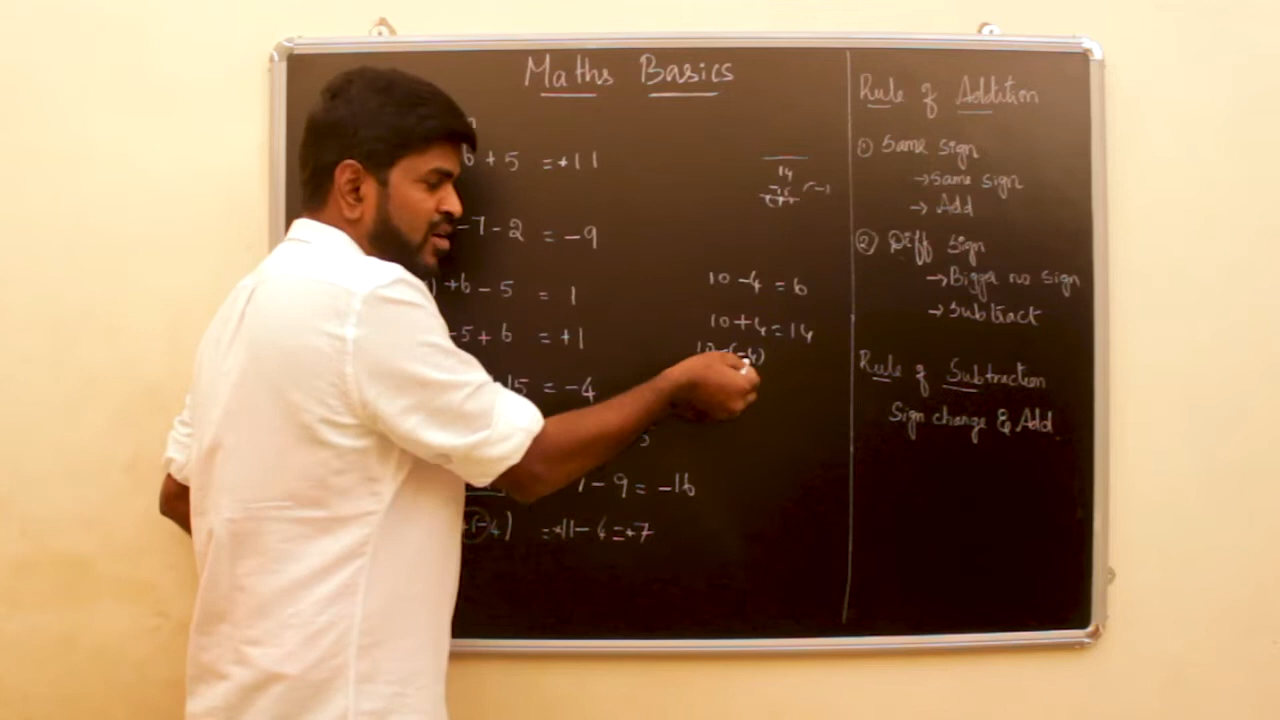 Maths Basics
6 + 5 = +11
-7 - 2 = -9
+6 - 5 = 1
-5 + 6 = +1
15 = -4
- 9 = -16
-4) = +11 - 4 = +7
14
10 - 4 = 6
10 + 4 = 14
10 - (-4)
Rule of Addition
① Same sign
→ Same sign
→ Add
② Diff sign
→ Bigger no sign
→ Subtract
Rule of Subtraction
Sign change & Add